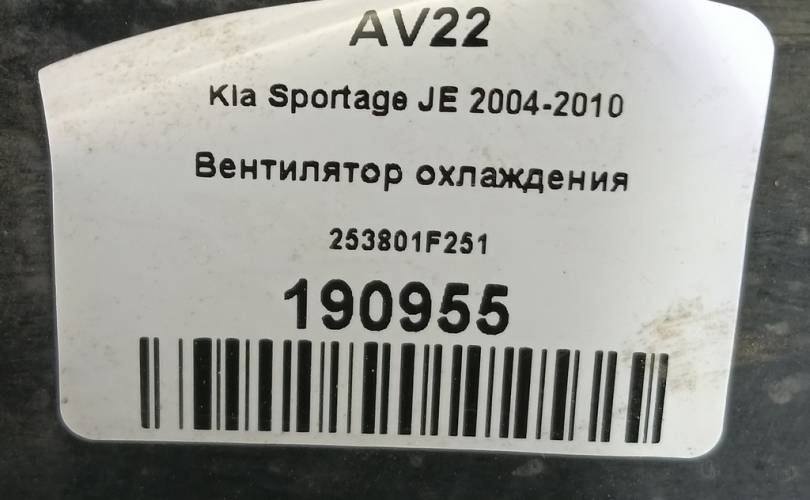 AV22
Kia Sportage JE 2004-2010
Вентилятор охлаждения
253801F251
190955